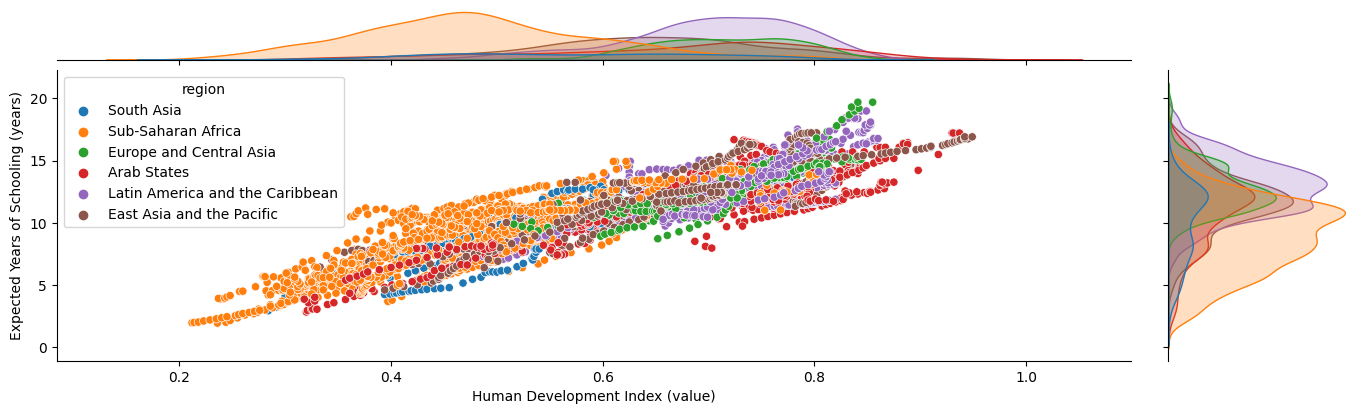 region
South Asia
Sub-Saharan Africa
Europe and Central Asia
Arab States
Latin America and the Caribbean
East Asia and the Pacific
Expected Years of Schooling (years)
20
15
10
5
0
0.2 0.4 0.6 0.8 1.0
Human Development Index (value)